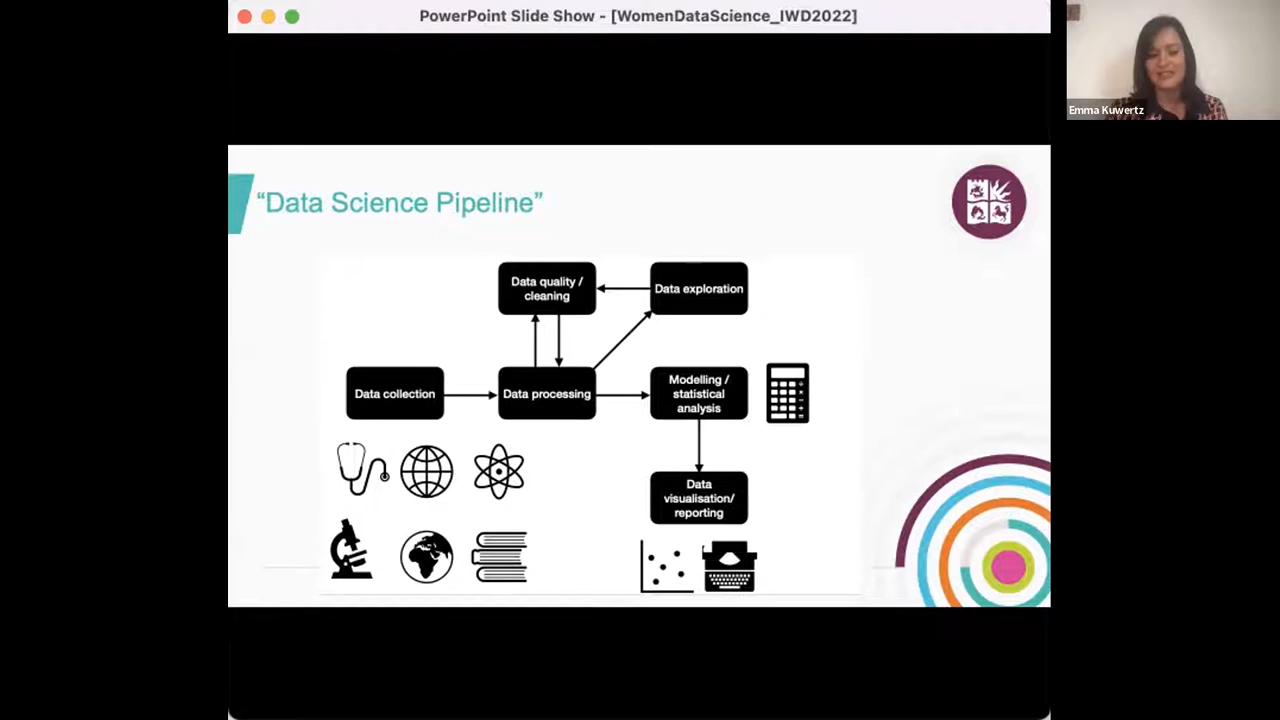 PowerPoint Slide Show - [WomenDataScience_IWD2022]
Emma Kuwertz
“Data Science Pipeline”
Data quality /
cleaning
Data exploration
Data collection
Data processing
Modelling /
statistical
analysis
Data
visualisation/
reporting